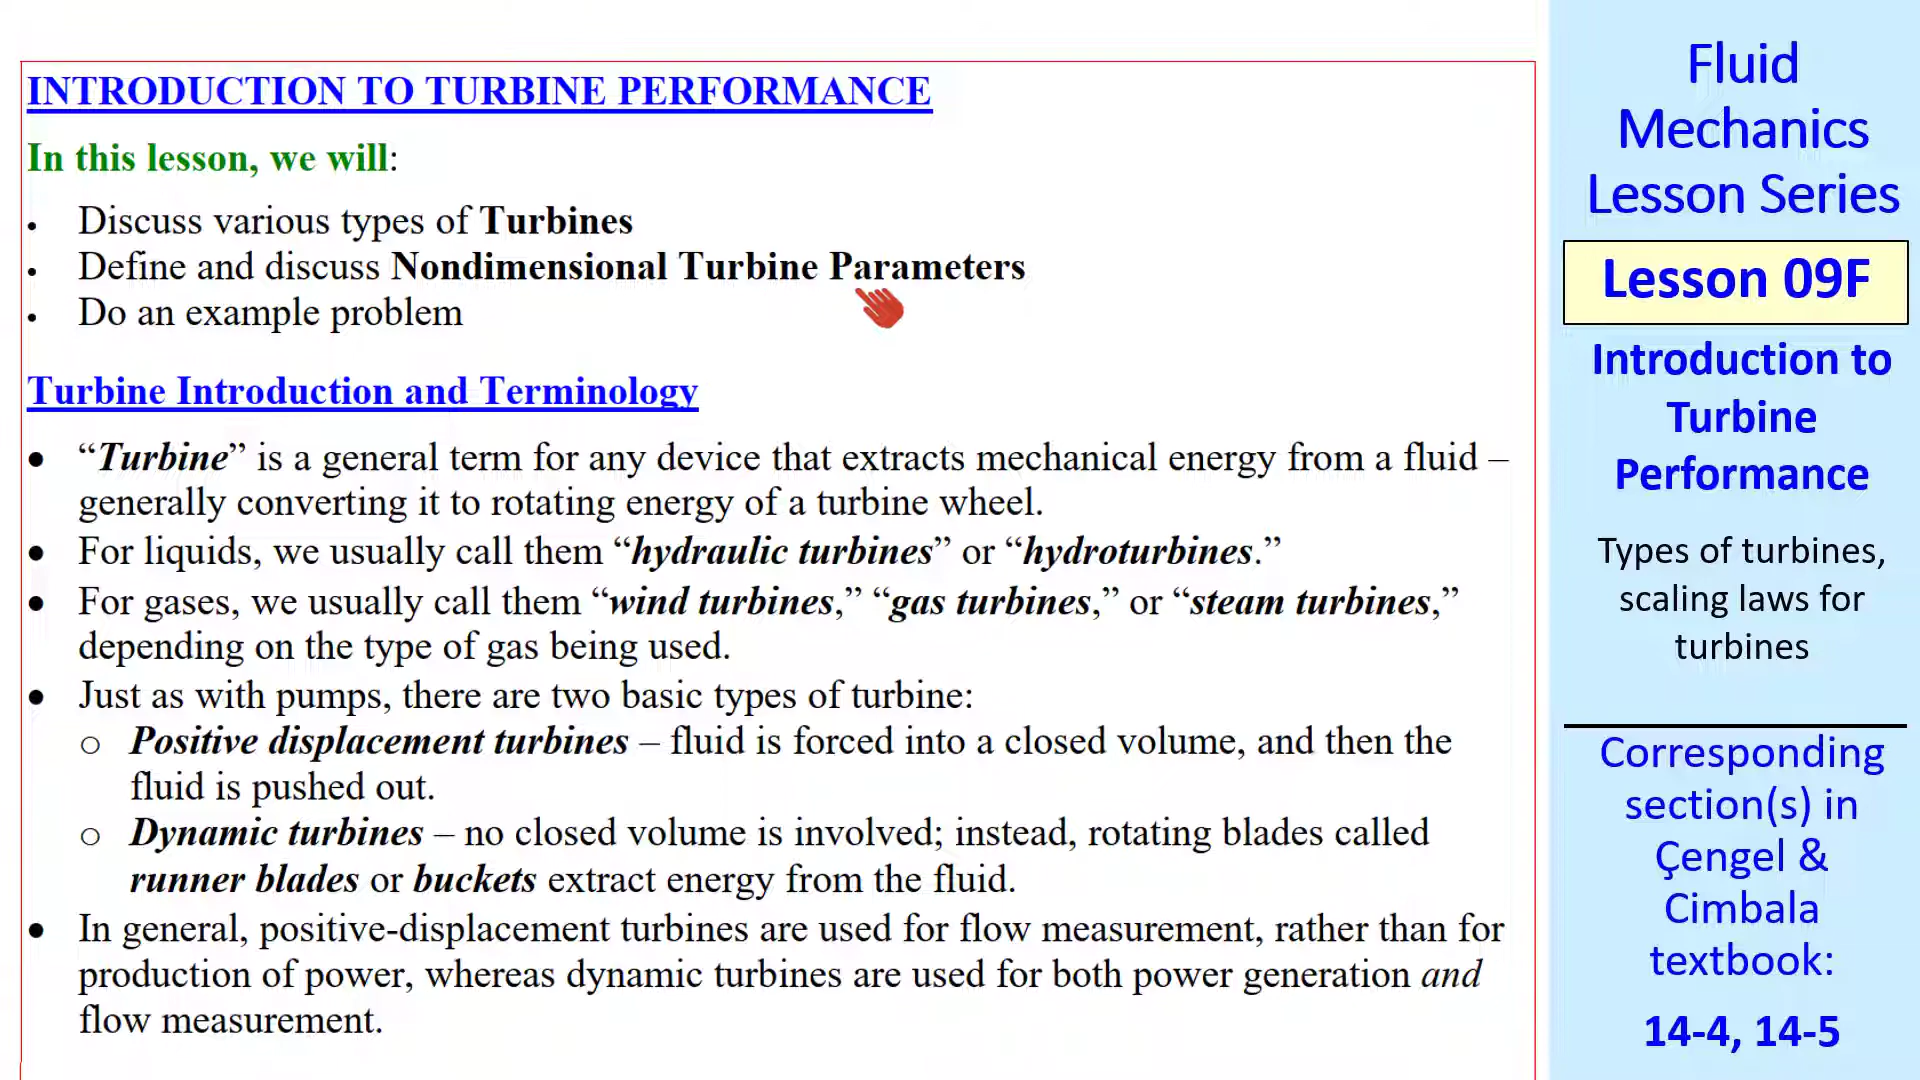 INTRODUCTION TO TURBINE PERFORMANCE
In this lesson, we will:
• Discuss various types of Turbines
• Define and discuss Nondimensional Turbine Parameters
• Do an example problem
Turbine Introduction and Terminology
• “Turbine” is a general term for any device that extracts mechanical energy from a fluid –
generally converting it to rotating energy of a turbine wheel.
• For liquids, we usually call them “hydraulic turbines” or “hydroturbines.”
• For gases, we usually call them “wind turbines,” “gas turbines,” or “steam turbines,”
depending on the type of gas being used.
• Just as with pumps, there are two basic types of turbine:
o Positive displacement turbines – fluid is forced into a closed volume, and then the
fluid is pushed out.
o Dynamic turbines – no closed volume is involved; instead, rotating blades called
runner blades or buckets extract energy from the fluid.
• In general, positive-displacement turbines are used for flow measurement, rather than for
production of power, whereas dynamic turbines are used for both power generation and
flow measurement.
Fluid
Mechanics
Lesson Series
Lesson 09F
Introduction to
Turbine
Performance
Types of turbines,
scaling laws for
turbines
Corresponding
section(s) in
Çengel &
Cimbala
textbook:
14-4, 14-5